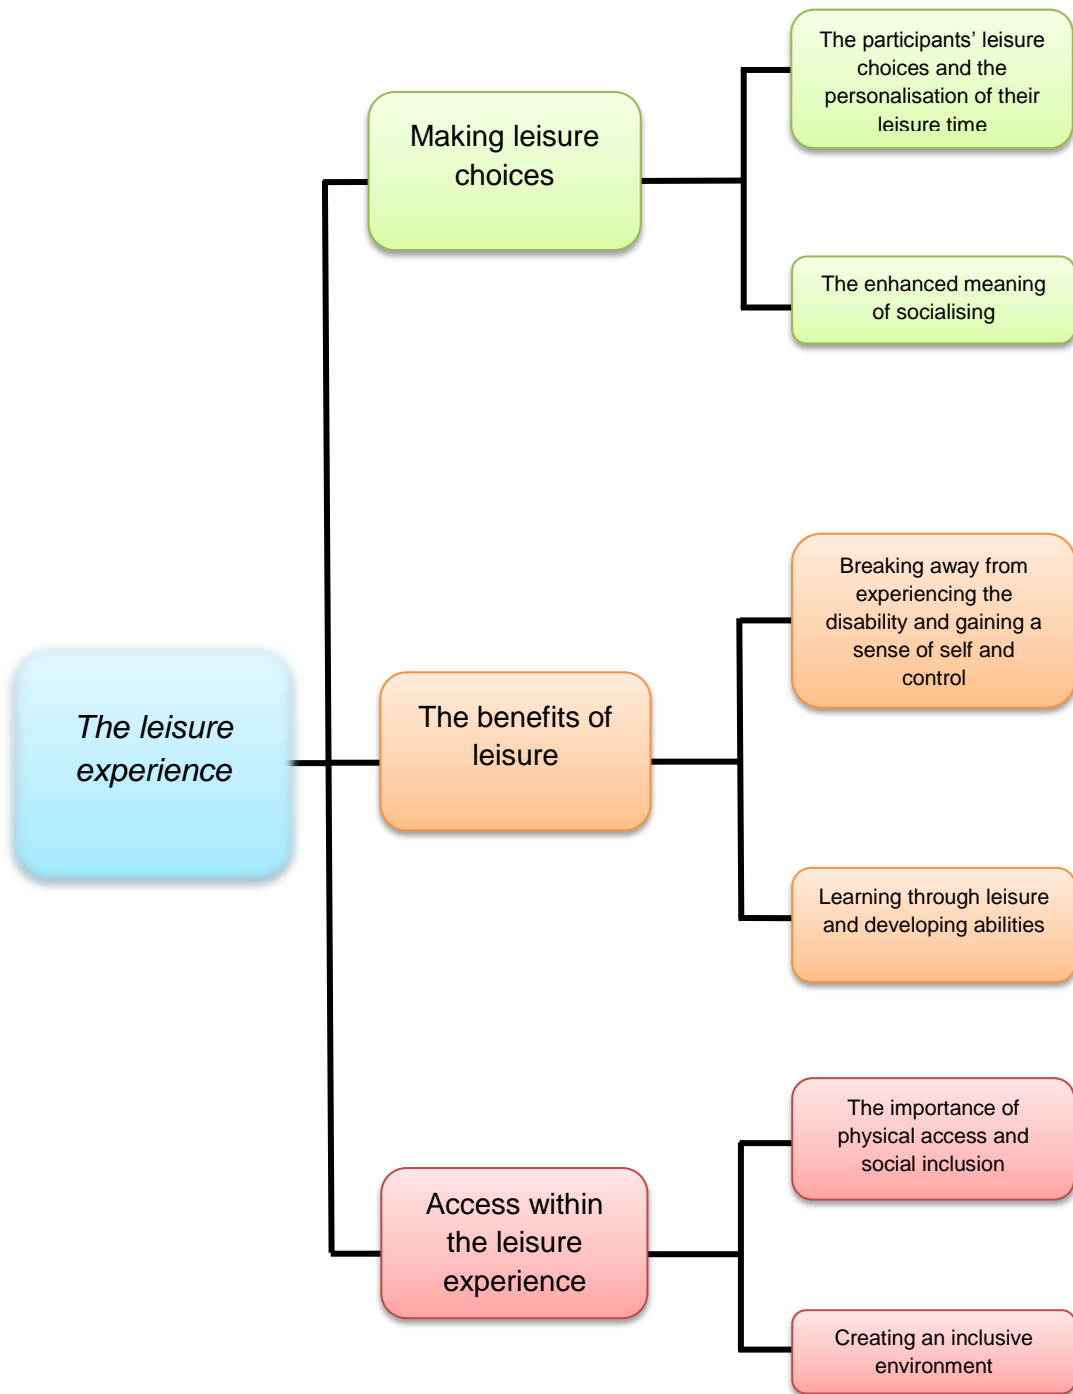 The leisure
experience
Making leisure
choices
The participants’ leisure
choices and the
personalisation of their
leisure time
The enhanced meaning
of socialising
The benefits of
leisure
Breaking away from
experiencing the
disability and gaining a
sense of self and
control
Learning through leisure
and developing abilities
Access within
the leisure
experience
The importance of
physical access and
social inclusion
Creating an inclusive
environment